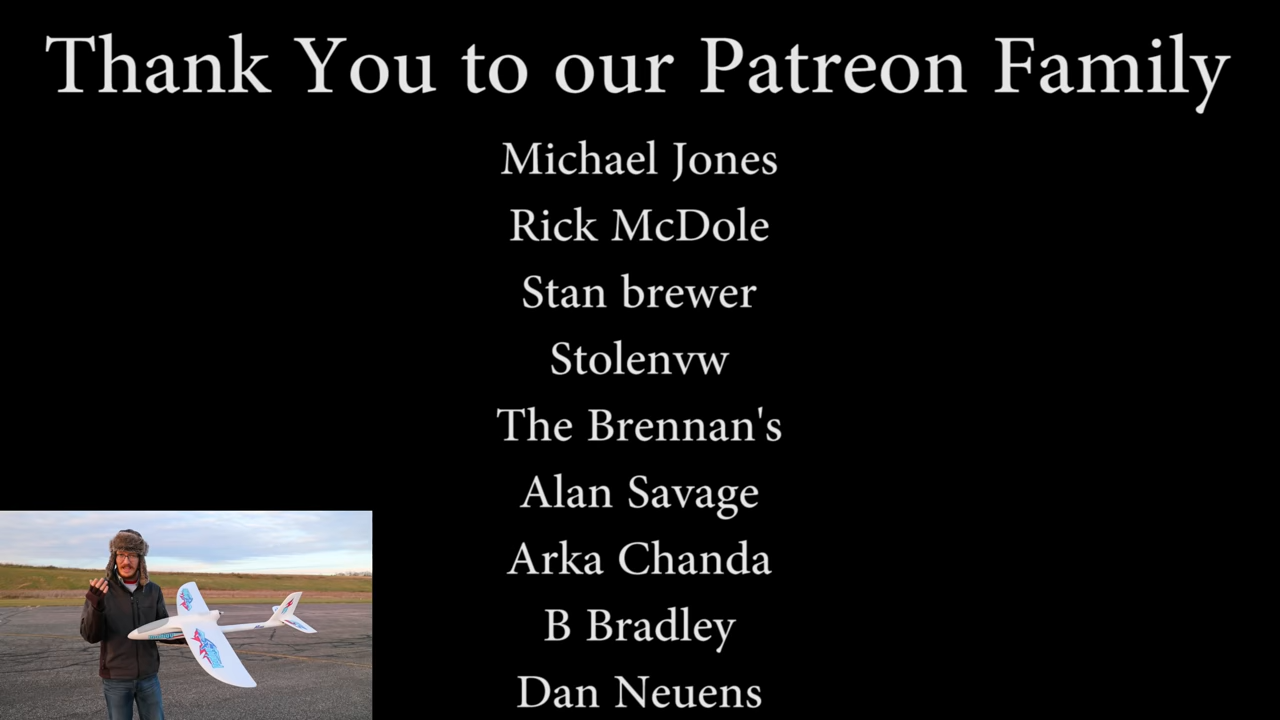 Thank You to our Patreon Family
Michael Jones
Rick McDole
Stan brewer
Stolenvw
The Brennan's
Alan Savage
Arka Chanda
B Bradley
Dan Neuens